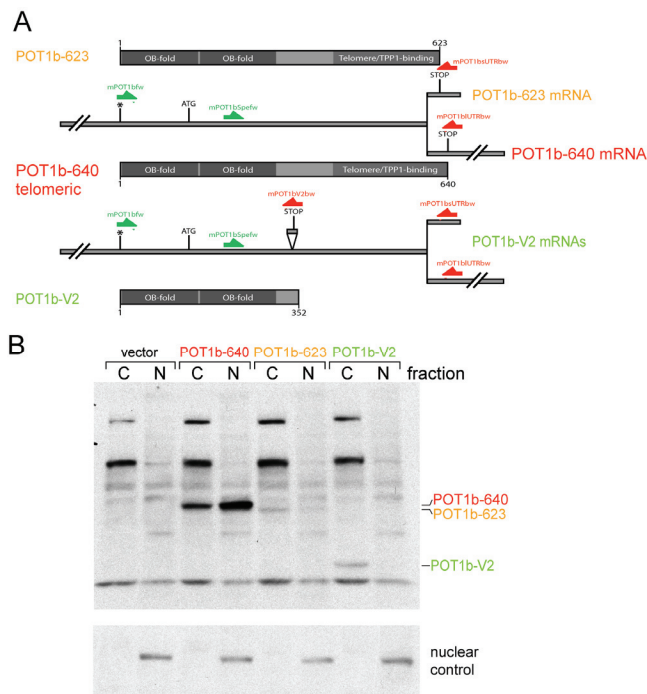 A
1
623
POT1b-623
OB-fold
OB-fold
Telomere/TPP1-binding
mPOT1bsUTRbw
STOP
mPOT1bfw
*
ATG
mPOT1bSpefw
POT1b-623 mRNA
mPOT1blUTRbw
STOP
POT1b-640 mRNA
POT1b-640
telomeric
OB-fold
OB-fold
Telomere/TPP1-binding
1
640
mPOT1bV2bw
STOP
mPOT1bfw
*
ATG
mPOT1bSpefw
mPOT1bsUTRbw
POT1b-V2 mRNAs
mPOT1blUTRbw
POT1b-V2
OB-fold
OB-fold
1
352
B
vector POT1b-640 POT1b-623 POT1b-V2
C N C N C N C N fraction
POT1b-640
POT1b-623
POT1b-V2
nuclear
control